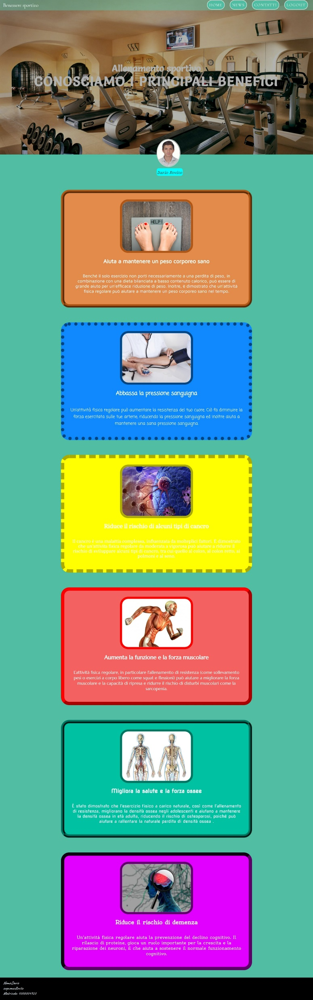 Benessere sportivo
HOME
NEWS
CONTATTI
LOGOUT
Allenamento sportivo
CONOSCIAMO I PRINCIPALI BENEFICI
Dario Rovito
HELP!
Aiuta a mantenere un peso corporeo sano
Benché il solo esercizio non porti necessariamente a una perdita di peso, in
combinazione con una dieta bilanciata a basso contenuto calorico, può essere di
grande aiuto per un'efficace riduzione di peso. Inoltre, è dimostrato che un'attività
fisica regolare può aiutare a mantenere un peso corporeo sano nel tempo.
Abbassa la pressione sanguigna
Un'attività fisica regolare può aumentare la resistenza del tuo cuore. Ciò fa diminuire la
forza esercitata sulle tue arterie, riducendo la pressione sanguigna ed inoltre aiuta a
mantenere una sana pressione sanguigna.
Riduce il rischio di alcuni tipi di cancro
Il cancro è una malattia complessa, influenzata da molteplici fattori. È dimostrato
che un'attività fisica regolare da moderata a vigorosa può aiutare a ridurre il
rischio di sviluppare alcuni tipi di cancro, tra cui quello al colon, al colon retto, ai
polmoni e al seno.
Aumenta la funzione e la forza muscolare
L'attività fisica regolare, in particolare l'allenamento di resistenza (come sollevamento
pesi o esercizi a corpo libero come squat e flessioni) può aiutare a migliorare la forza
muscolare e la capacità di ripresa e ridurre il rischio di disturbi muscolari come la
sarcopenia.
Migliora la salute e la forza ossee
È stato dimostrato che l'esercizio fisico a carico naturale, così come l'allenamento
di resistenza, migliorano la densità ossea negli adolescenti e aiutano a mantenere
la densità ossea in età adulta, riducendo il rischio di osteoporosi, poiché può
aiutare a rallentare la naturale perdita di densità ossea .
Riduce il rischio di demenza
Un'attività fisica regolare aiuta la prevenzione del declino cognitivo. Il
rilascio di proteine, gioca un ruolo importante per la crescita e la
riparazione dei neuroni, il che aiuta a sostenere il normale funzionamento
cognitivo.
Nome:Dario
cognome:Rovito
Matricola: 1000004923